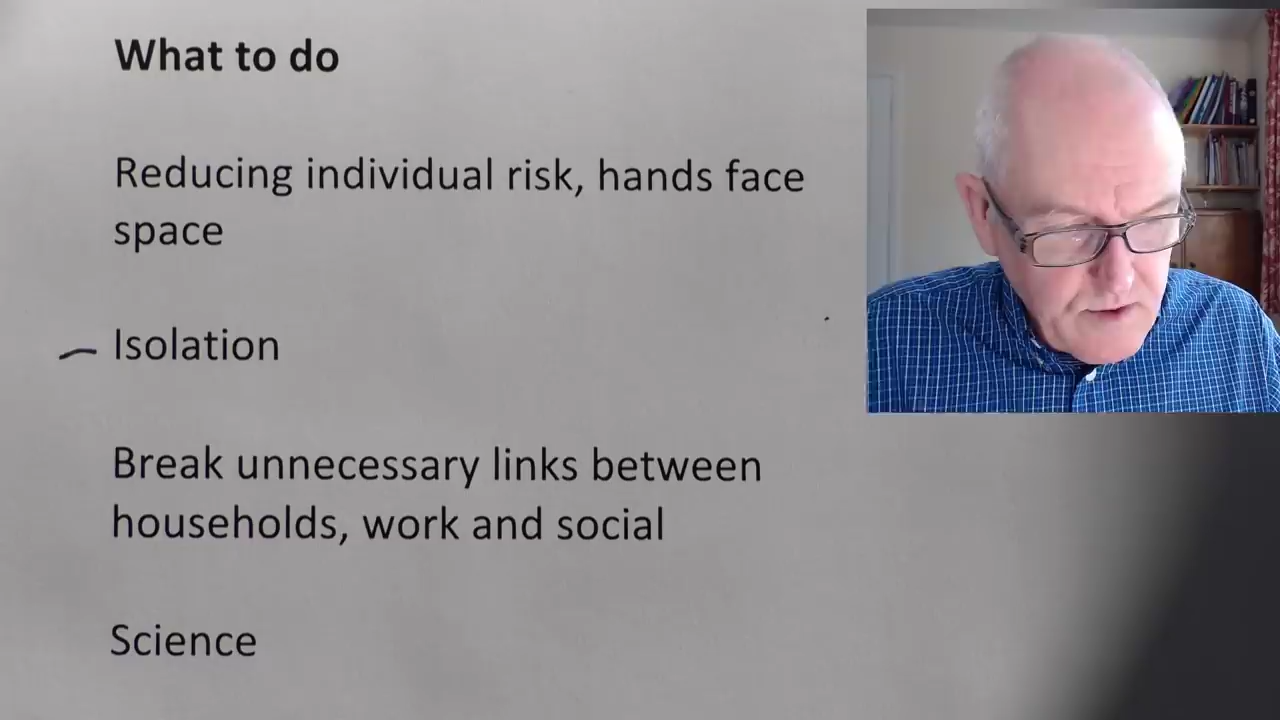 What to do
Reducing individual risk, hands face
space
Isolation
Break unnecessary links between
households, work and social
Science